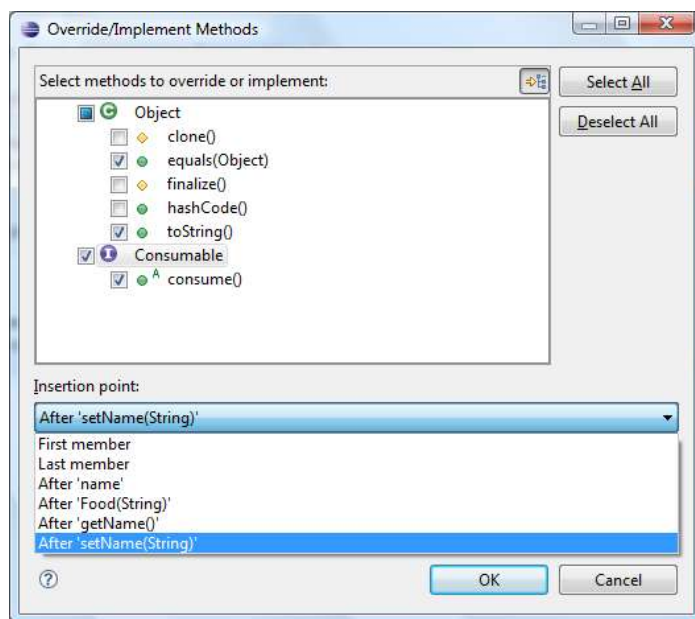 Override/Implement Methods
Select methods to override or implement:
Select All
Deselect All
C Object
clone()
equals(Object)
finalize()
hashCode()
toString()
I Consumable
A consume()
Insertion point:
After 'setName(String)'
First member
Last member
After 'name'
After 'Food(String)'
After 'getName()'
After 'setName(String)'
? OK Cancel